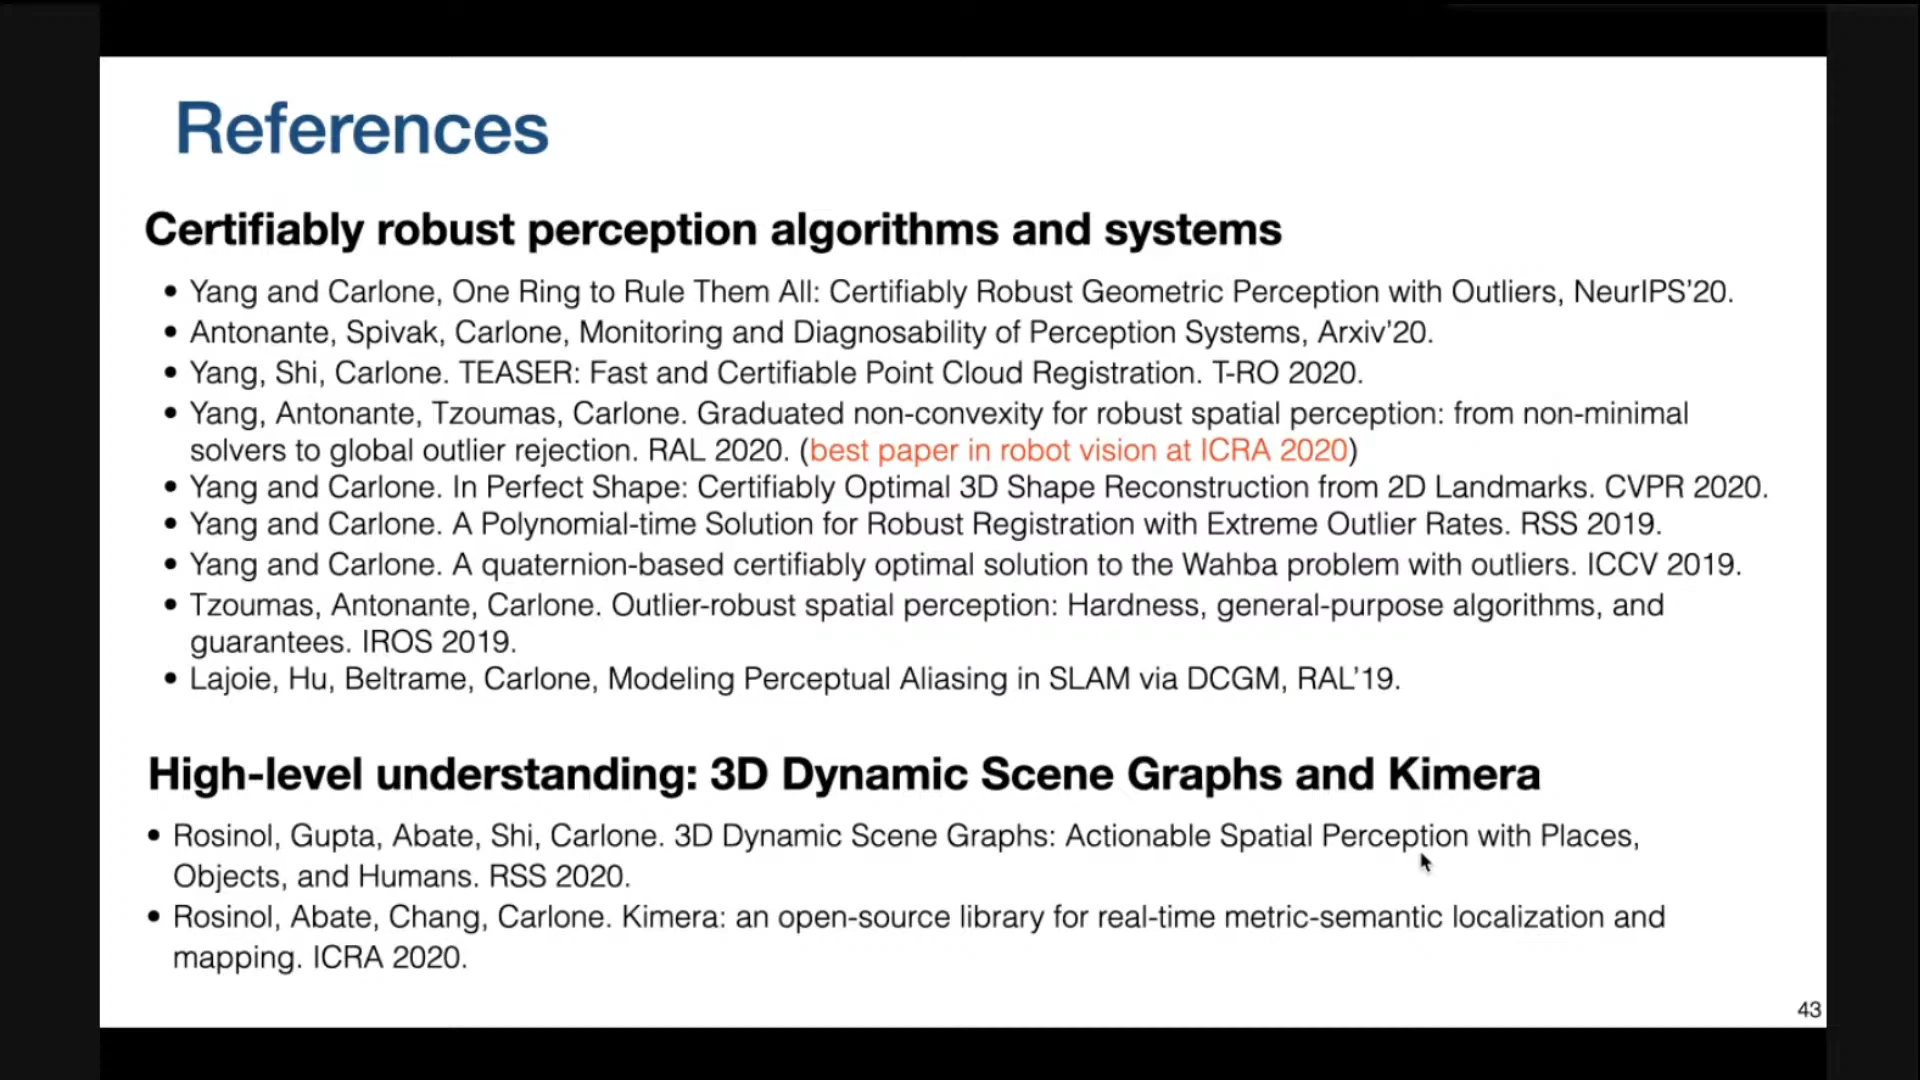 References
Certifiably robust perception algorithms and systems
• Yang and Carlone, One Ring to Rule Them All: Certifiably Robust Geometric Perception with Outliers, NeurIPS’20.
• Antonante, Spivak, Carlone, Monitoring and Diagnosability of Perception Systems, Arxiv’20.
• Yang, Shi, Carlone. TEASER: Fast and Certifiable Point Cloud Registration. T-RO 2020.
• Yang, Antonante, Tzoumas, Carlone. Graduated non-convexity for robust spatial perception: from non-minimal
solvers to global outlier rejection. RAL 2020. (best paper in robot vision at ICRA 2020)
• Yang and Carlone. In Perfect Shape: Certifiably Optimal 3D Shape Reconstruction from 2D Landmarks. CVPR 2020.
• Yang and Carlone. A Polynomial-time Solution for Robust Registration with Extreme Outlier Rates. RSS 2019.
• Yang and Carlone. A quaternion-based certifiably optimal solution to the Wahba problem with outliers. ICCV 2019.
• Tzoumas, Antonante, Carlone. Outlier-robust spatial perception: Hardness, general-purpose algorithms, and
guarantees. IROS 2019.
• Lajoie, Hu, Beltrame, Carlone, Modeling Perceptual Aliasing in SLAM via DCGM, RAL’19.
High-level understanding: 3D Dynamic Scene Graphs and Kimera
• Rosinol, Gupta, Abate, Shi, Carlone. 3D Dynamic Scene Graphs: Actionable Spatial Perception with Places,
Objects, and Humans. RSS 2020.
• Rosinol, Abate, Chang, Carlone. Kimera: an open-source library for real-time metric-semantic localization and
mapping. ICRA 2020.
43